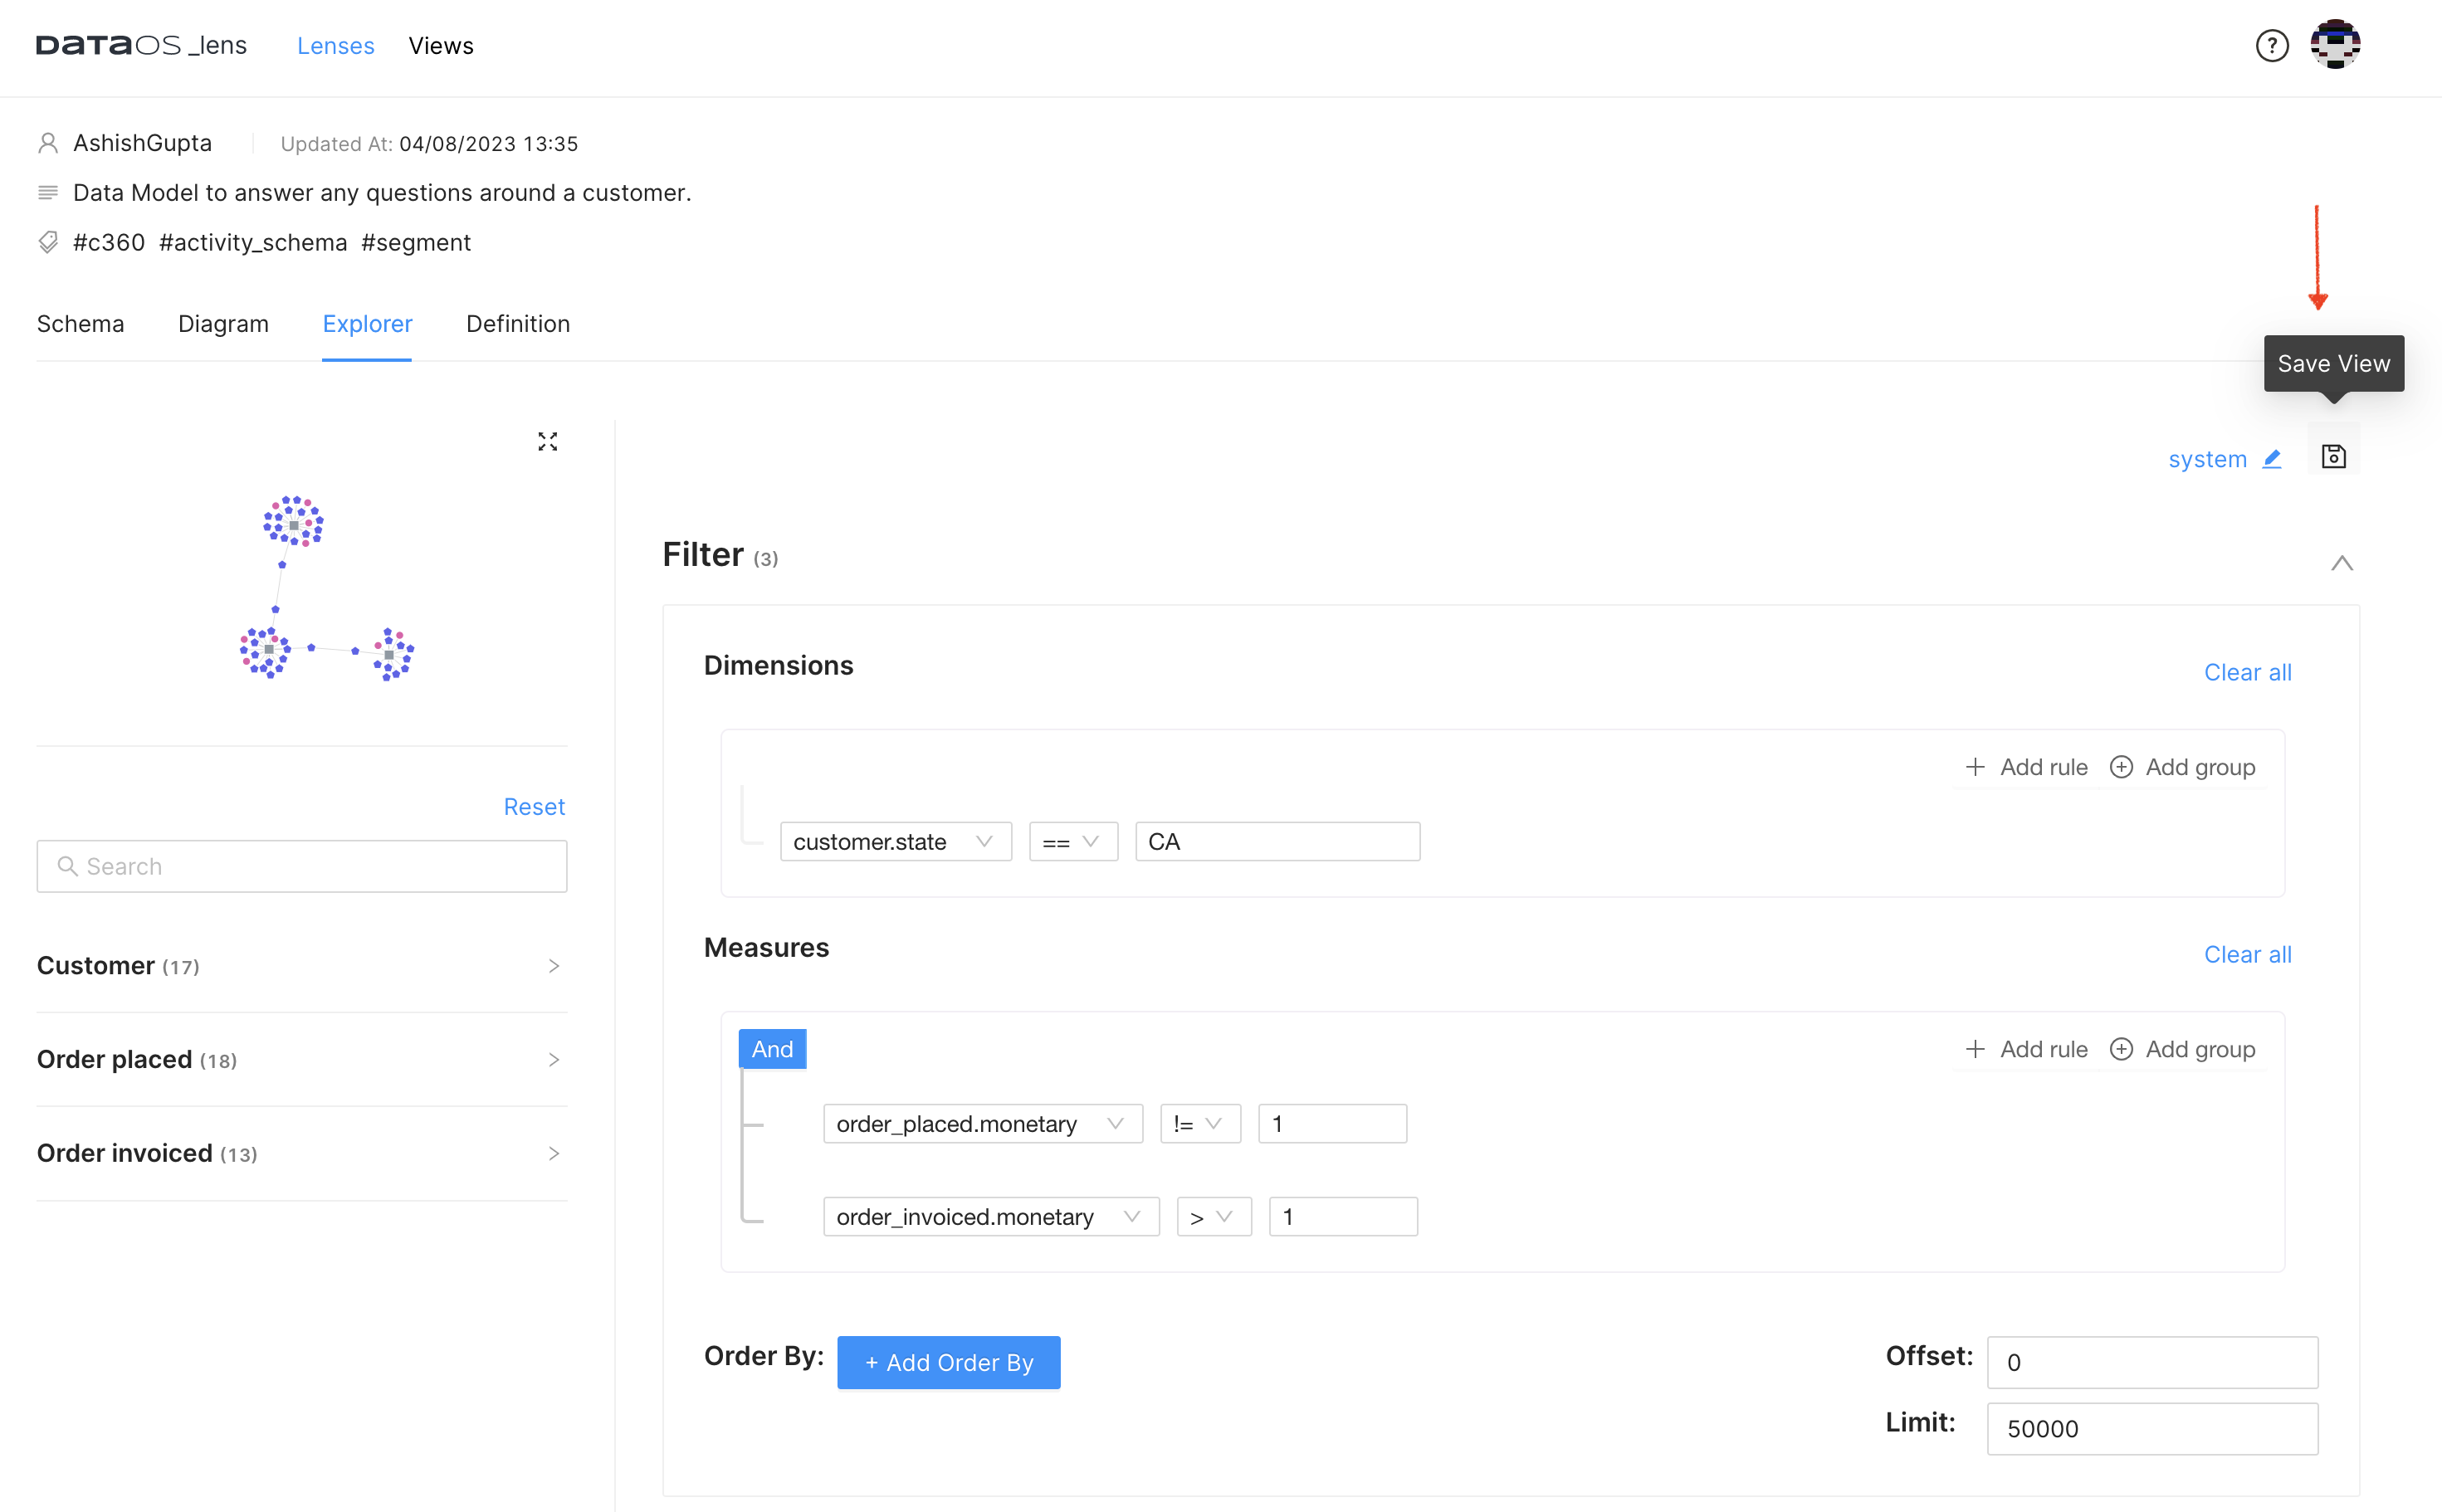 DATAOS _lens Lenses Views ?
AshishGupta Updated At: 04/08/2023 13:35
Data Model to answer any questions around a customer.
#c360 #activity_schema #segment
Schema Diagram Explorer Definition
Save View
system
Filter (3)
Dimensions Clear all
+ Add rule Add group
customer.state == CA
Reset
Search
Measures Clear all
Customer (17)
And + Add rule Add group
Order placed (18)
order_placed.monetary != 1
Order invoiced (13)
order_invoiced.monetary > 1
Order By: + Add Order By Offset: 0
Limit: 50000